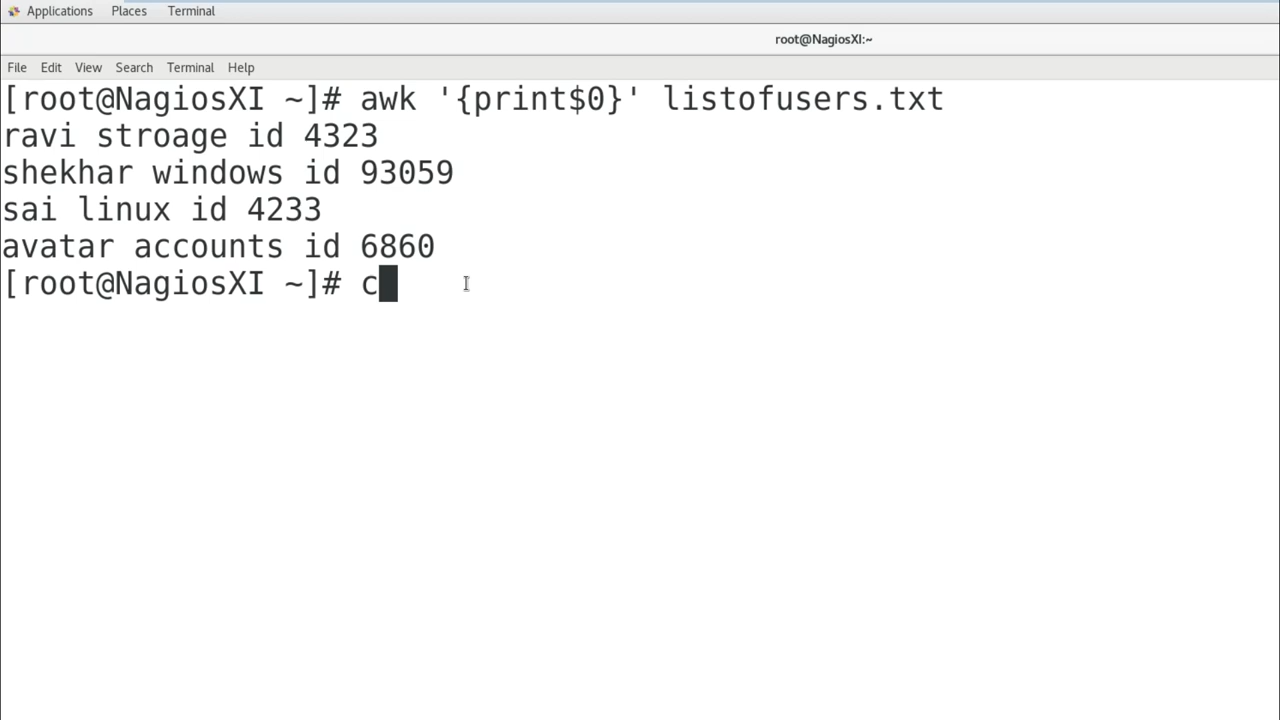 Applications Places Terminal
root@NagiosXI:~
File Edit View Search Terminal Help
[root@NagiosXI ~]# awk '{print$0}' listofusers.txt
ravi stroage id 4323
shekhar windows id 93059
sai linux id 4233
avatar accounts id 6860
[root@NagiosXI ~]# c